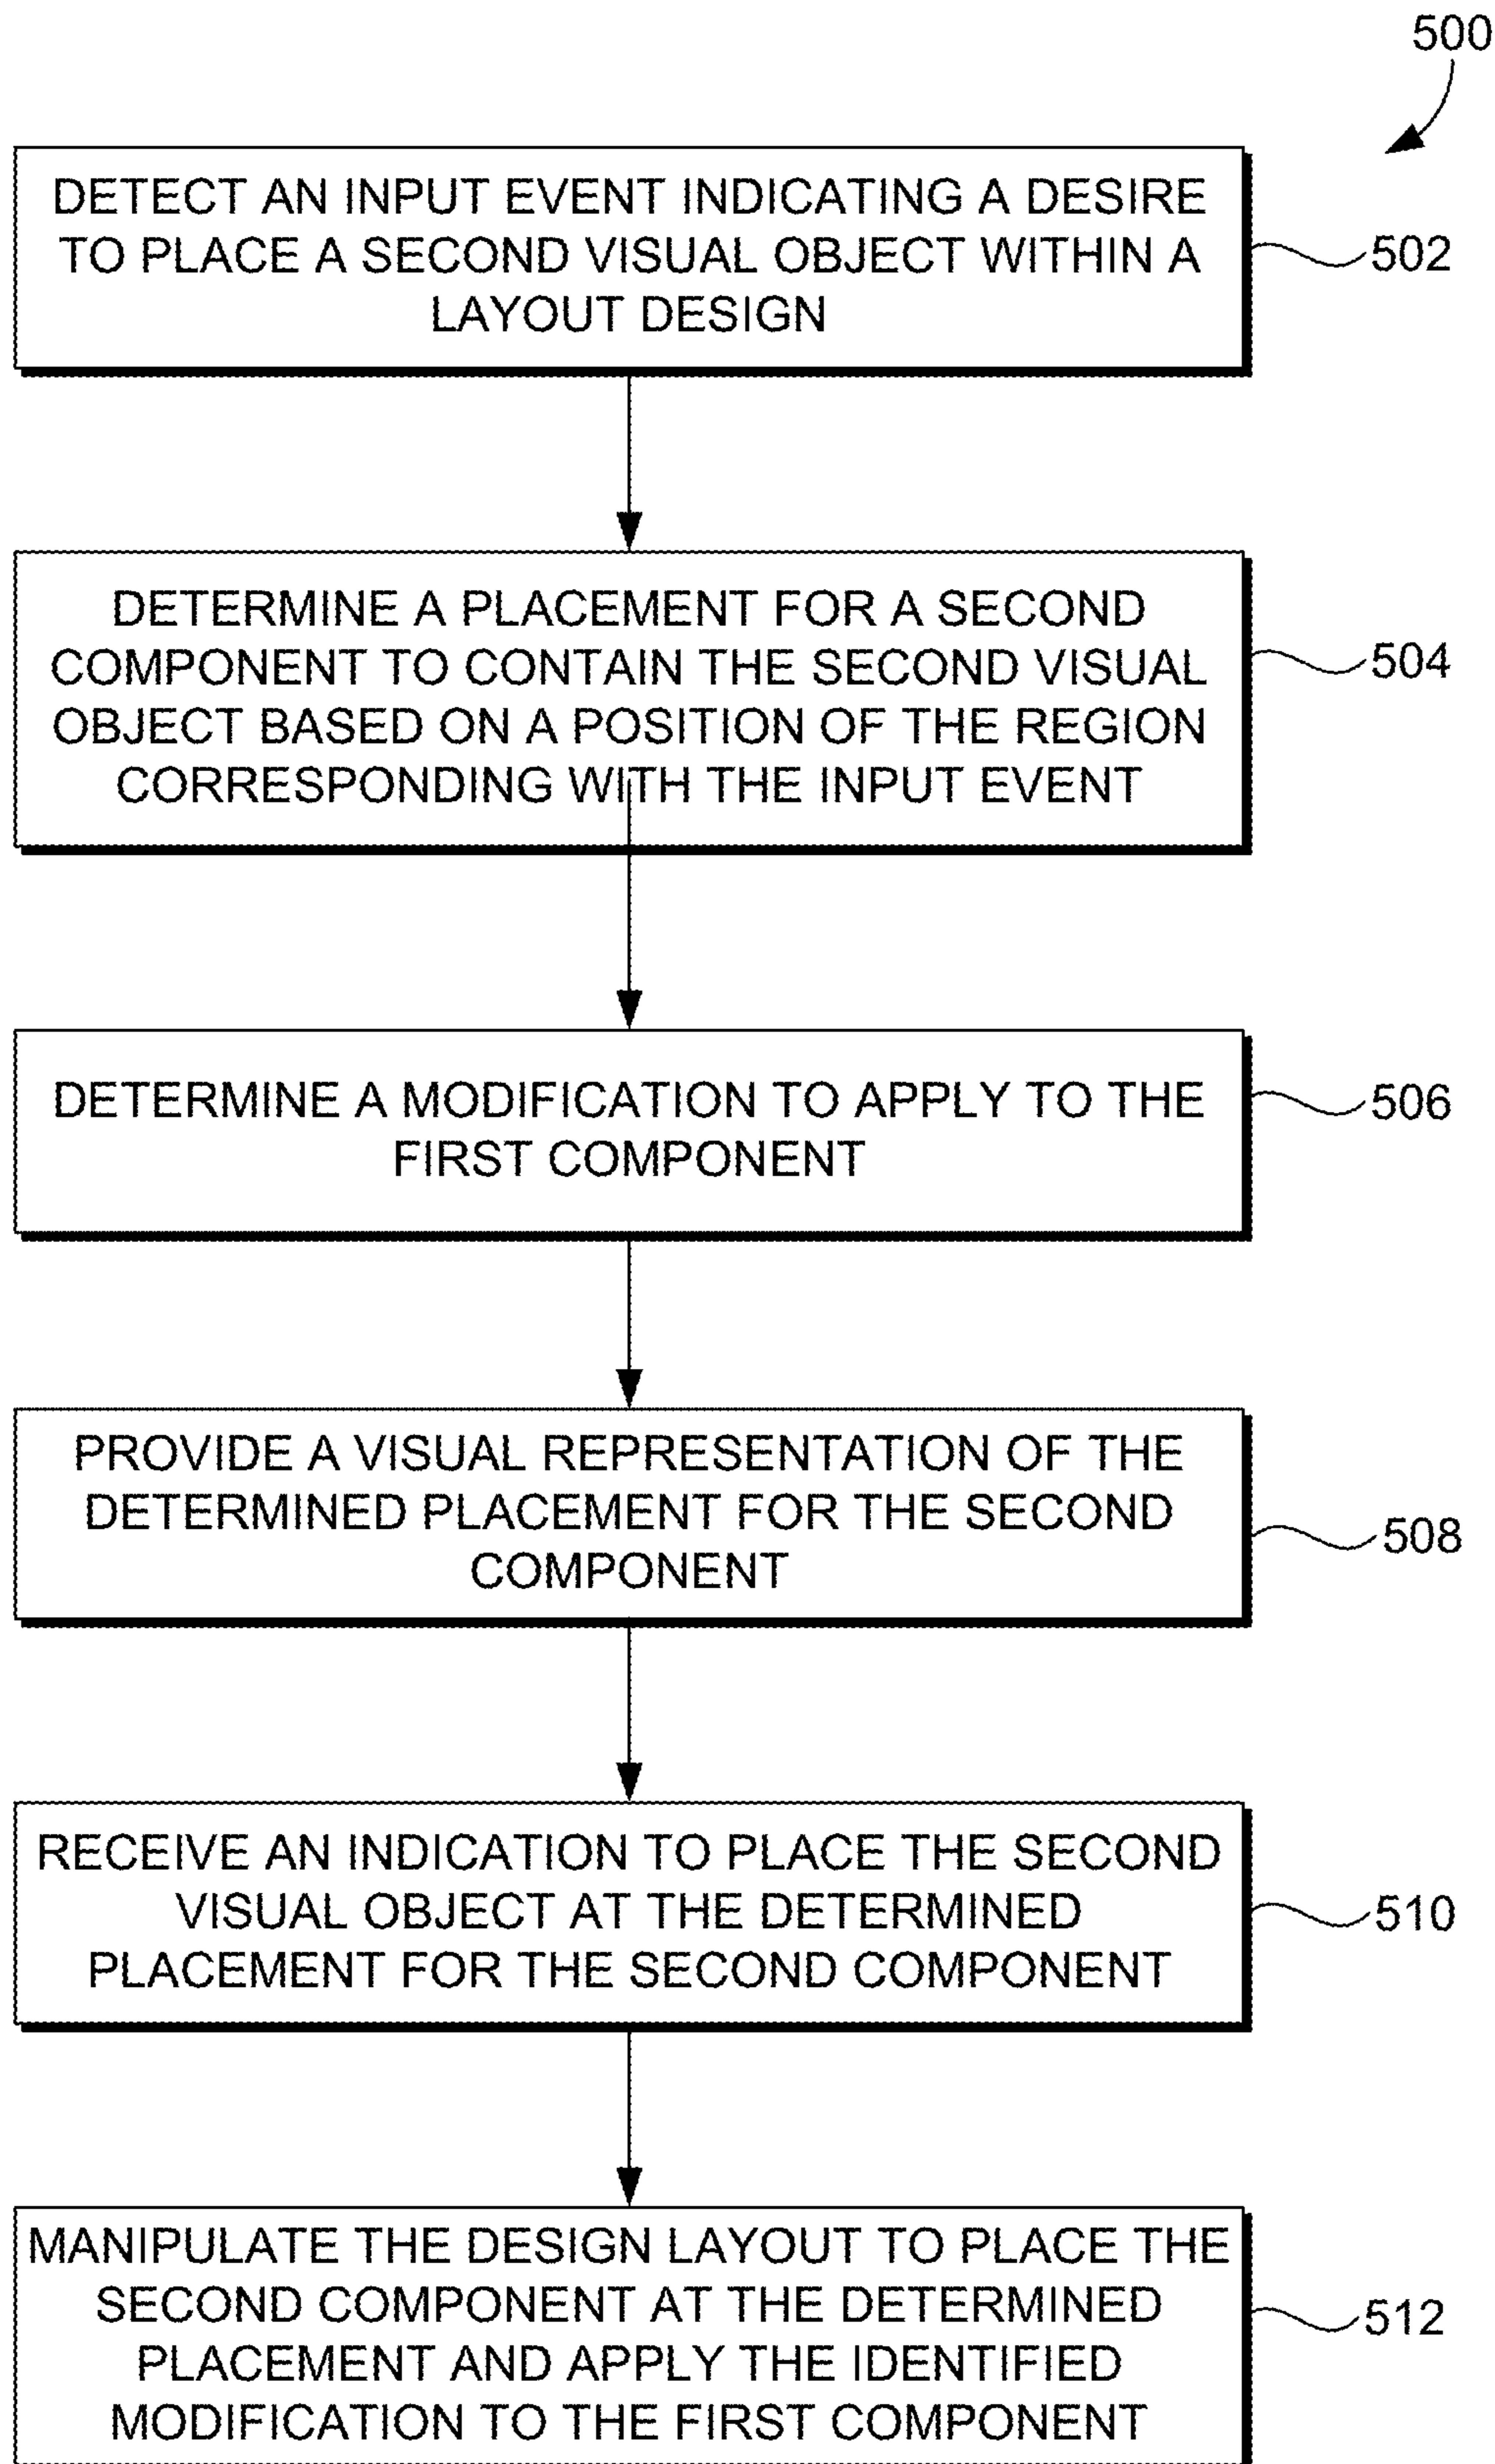 500
DETECT AN INPUT EVENT INDICATING A DESIRE
TO PLACE A SECOND VISUAL OBJECT WITHIN A
LAYOUT DESIGN
502
DETERMINE A PLACEMENT FOR A SECOND
COMPONENT TO CONTAIN THE SECOND VISUAL
OBJECT BASED ON A POSITION OF THE REGION
CORRESPONDING WITH THE INPUT EVENT
504
DETERMINE A MODIFICATION TO APPLY TO THE
FIRST COMPONENT
506
PROVIDE A VISUAL REPRESENTATION OF THE
DETERMINED PLACEMENT FOR THE SECOND
COMPONENT
508
RECEIVE AN INDICATION TO PLACE THE SECOND
VISUAL OBJECT AT THE DETERMINED
PLACEMENT FOR THE SECOND COMPONENT
510
MANIPULATE THE DESIGN LAYOUT TO PLACE THE
SECOND COMPONENT AT THE DETERMINED
PLACEMENT AND APPLY THE IDENTIFIED
MODIFICATION TO THE FIRST COMPONENT
512